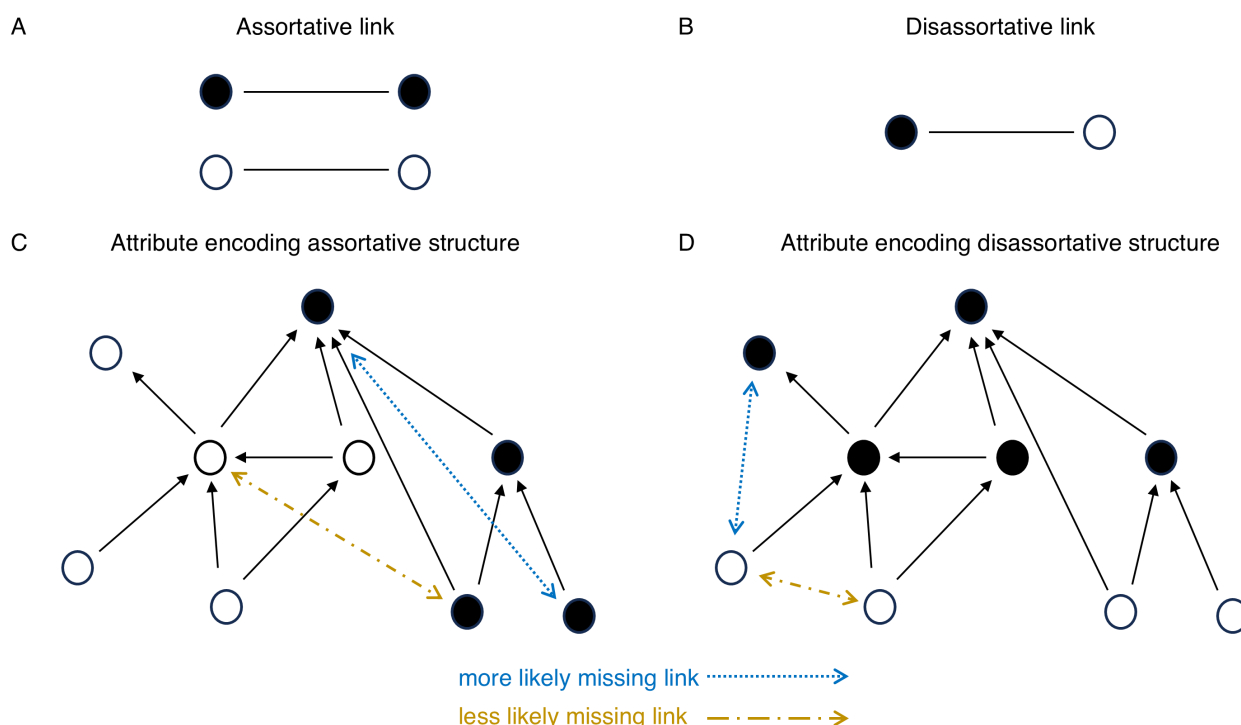 A Assortative link
B Disassortative link
C Attribute encoding assortative structure
D Attribute encoding disassortative structure
more likely missing link
less likely missing link